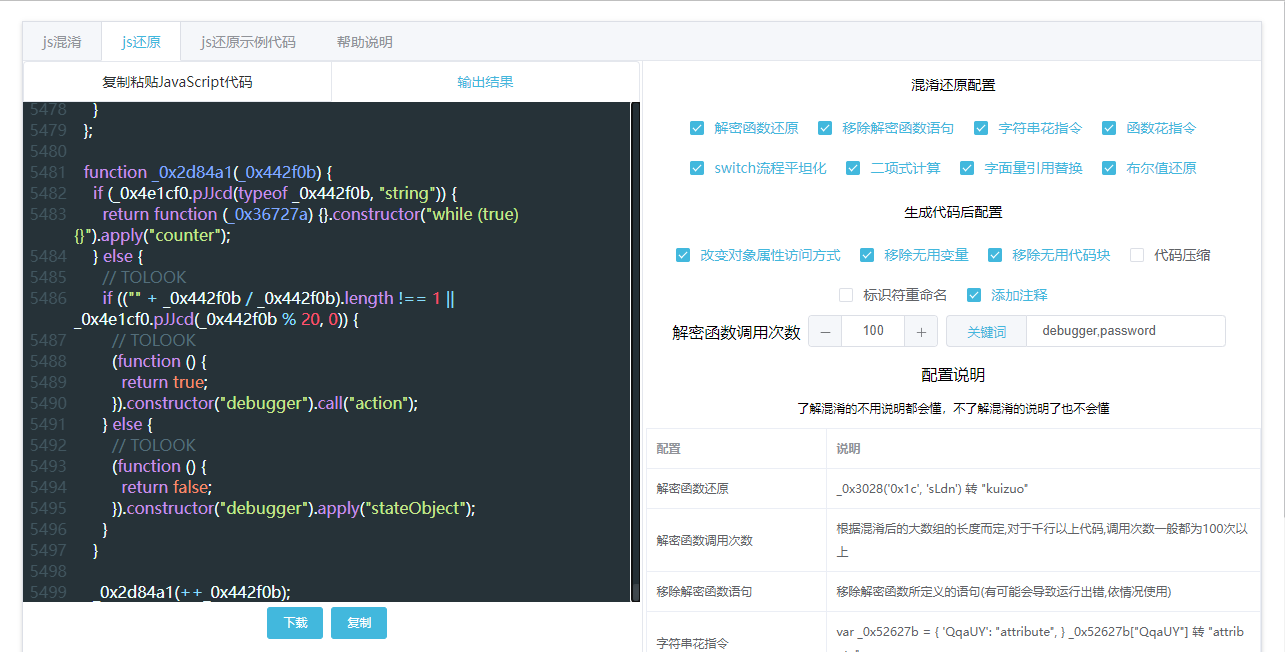 js混淆 js还原 js还原示例代码 帮助说明
复制粘贴JavaScript代码 输出结果
5478 }
5479 };
5480
5481 function _0x2d84a1(_0x442f0b) {
5482 if (_0x4e1cf0.pJJcd(typeof _0x442f0b, "string")) {
5483 return function (_0x36727a) {}.constructor("while (true)
{}").apply("counter");
5484 } else {
5485 // TOLOOK
5486 if (("" + _0x442f0b / _0x442f0b).length !== 1 ||
_0x4e1cf0.pJJcd(_0x442f0b % 20, 0)) {
5487 // TOLOOK
5488 (function () {
5489 return true;
5490 }).constructor("debugger").call("action");
5491 } else {
5492 // TOLOOK
5493 (function () {
5494 return false;
5495 }).constructor("debugger").apply("stateObject");
5496 }
5497 }
5498
5499 _0x2d84a1(++_0x442f0b);
下载 复制
混淆还原配置
解密函数还原 移除解密函数语句 字符串花指令 函数花指令
switch流程平坦化 二项式计算 字面量引用替换 布尔值还原
生成代码后配置
改变对象属性访问方式 移除无用变量 移除无用代码块 代码压缩
标识符重命名 添加注释
解密函数调用次数 − 100 + 关键词 debugger,password
配置说明
了解混淆的不用说明都会懂，不了解混淆的说明了也不会懂
配置 说明
解密函数还原 _0x3028('0x1c', 'sLdn') 转 "kuizuo"
解密函数调用次数 根据混淆后的大数组的长度而定,对于千行以上代码,调用次数一般都为100次以
上
移除解密函数语句 移除解密函数所定义的语句(有可能会导致运行出错,依情况使用)
字符串花指令 var _0x52627b = { 'QqaUY': "attribute", } _0x52627b["QqaUY"] 转 "attrib